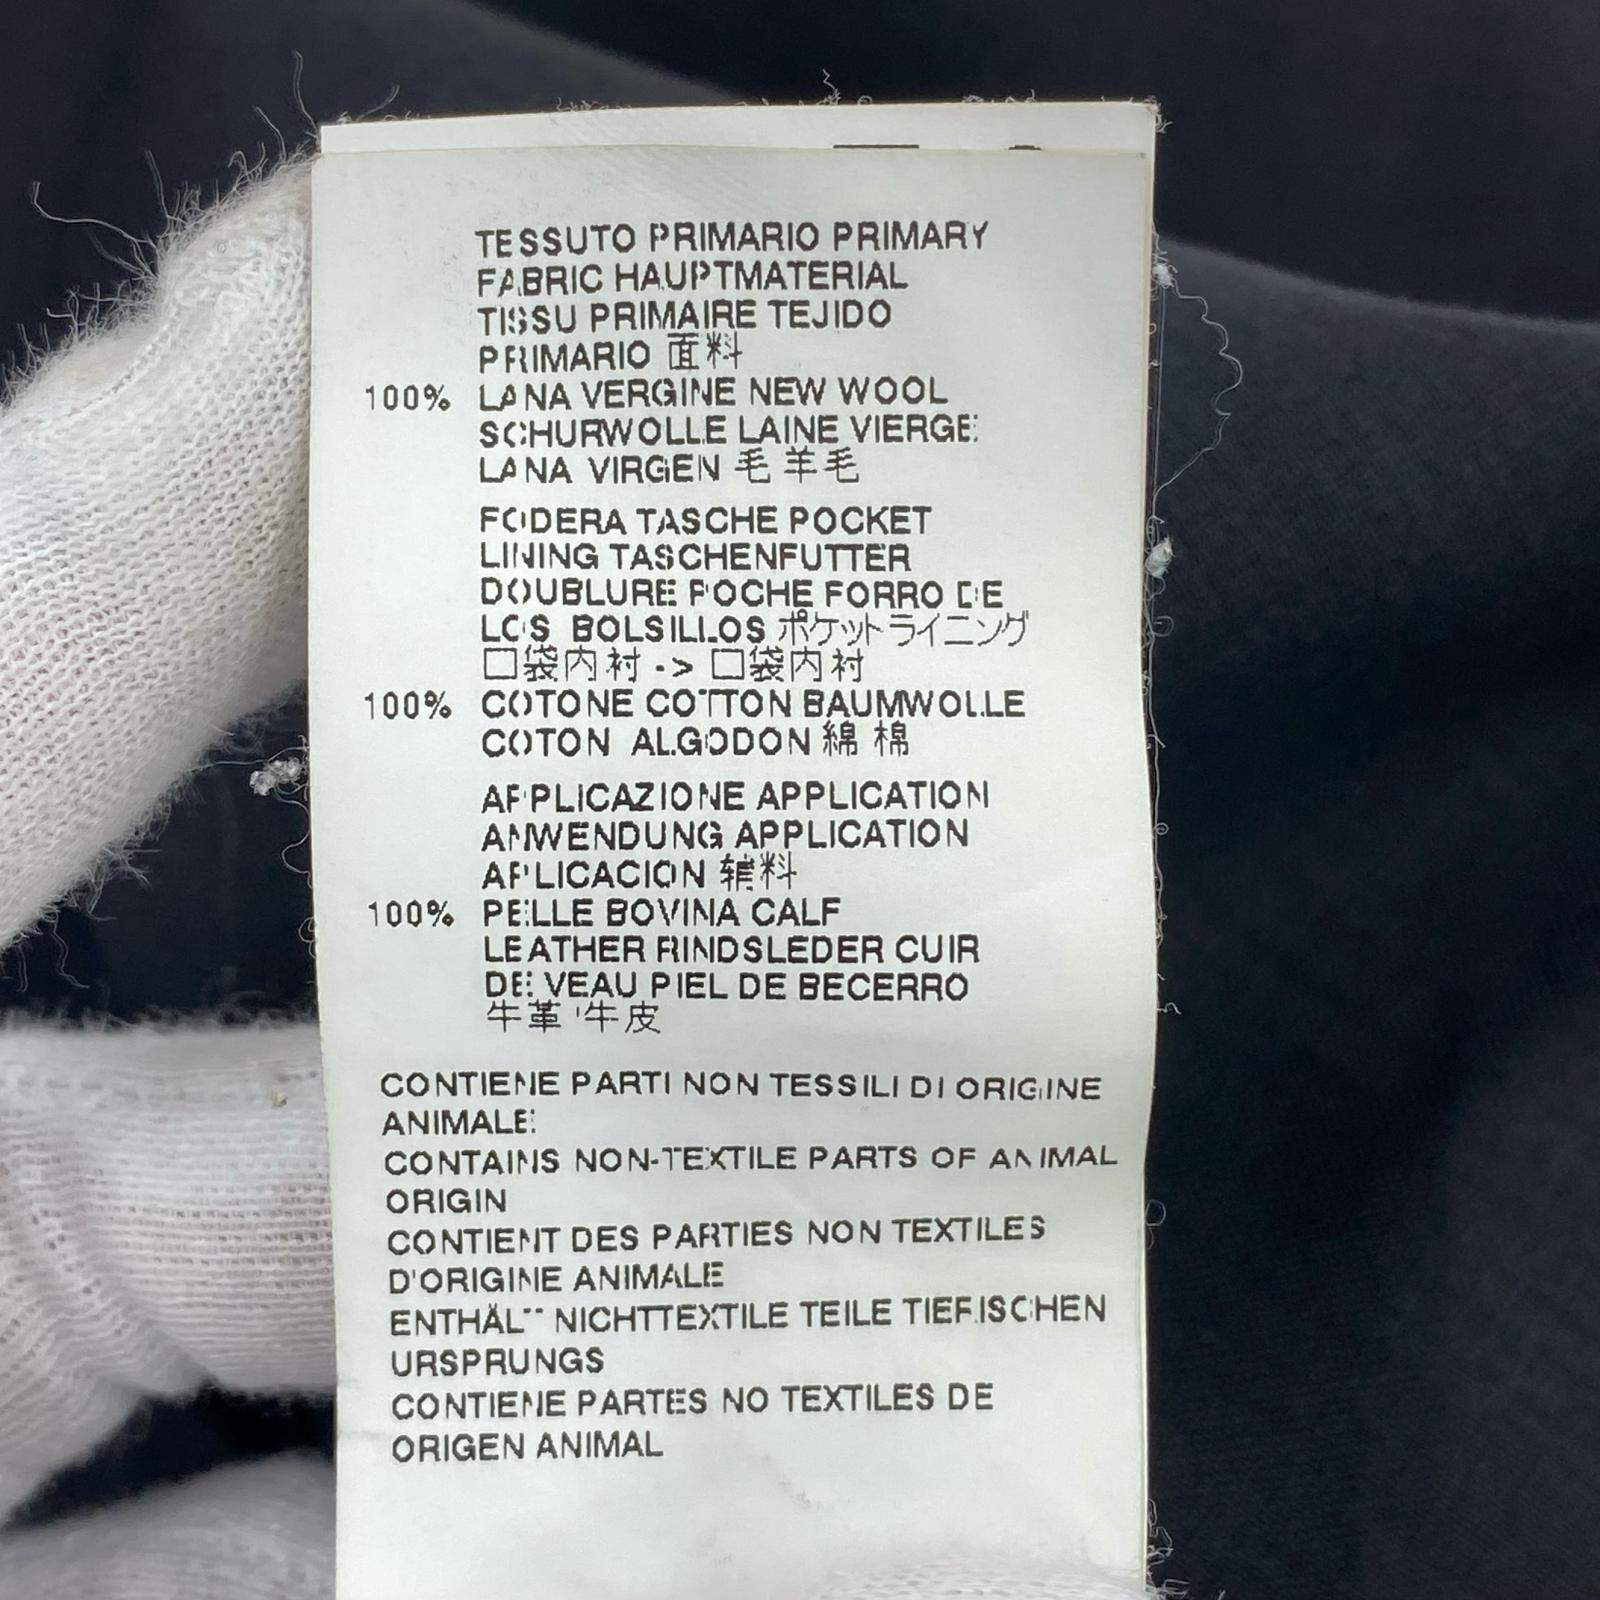 TESSUTO PRIMARIO PRIMARY
FABRIC HAUPTMATERIAL
TISSU PRIMAIRE TEJIDO
PRIMARIO 面料
100% LANA VERGINE NEW WOOL
SCHURWOLLE LAINE VIERGE
LANA VIRGEN 毛 羊毛
FODERA TASCHE POCKET
LINING TASCHENFUTTER
DOUBLURE POCHE FORRO DE
LOS BOLSILLOS ポケットライニング
口袋内衬 -> 口袋内衬
100% COTONE COTTON BAUMWOLLE
COTON ALGODON 綿 棉
APPLICAZIONE APPLICATION
ANWENDUNG APPLICATION
APLICACION 辅料
100% PELLE BOVINA CALF
LEATHER RINDSLEDER CUIR
DE VEAU PIEL DE BECERRO
牛革 '牛皮
CONTIENE PARTI NON TESSILI DI ORIGINE
ANIMALE
CONTAINS NON-TEXTILE PARTS OF ANIMAL
ORIGIN
CONTIENT DES PARTIES NON TEXTILES
D'ORIGINE ANIMALE
ENTHÄLT NICHTTEXTILE TEILE TIERISCHEN
URSPRUNGS
CONTIENE PARTES NO TEXTILES DE
ORIGEN ANIMAL